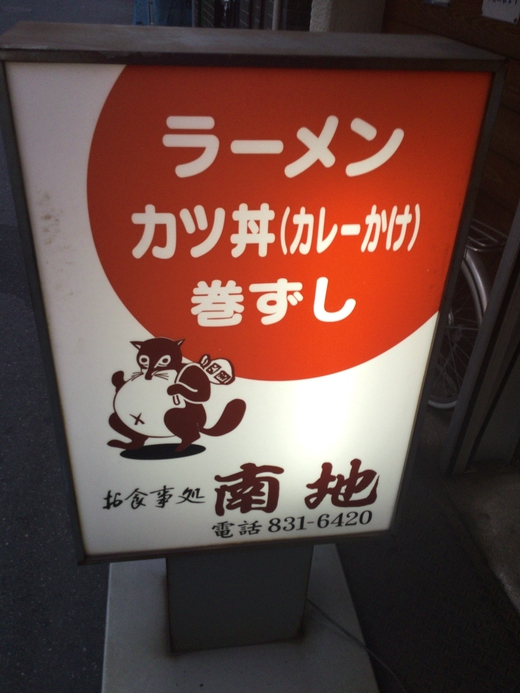 ラーメン
カツ丼(カレーかけ)
巻ずし
お食事処 南地
電話 831-6420